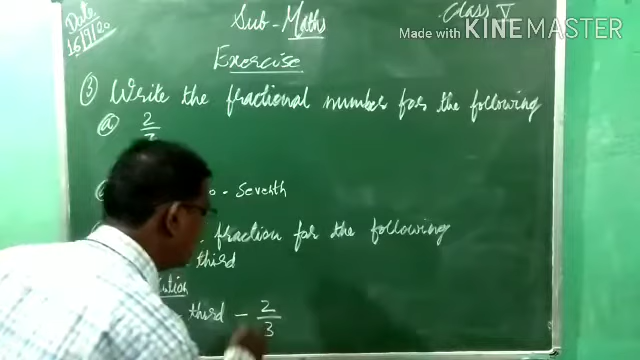 Date
16/9/20
Sub - Maths
Class V
Made with KINEMASTER
Exercise
③ Write the fractional number for the following
ⓐ 2/7
- Seventh
fraction for the following
third
third - 2/3